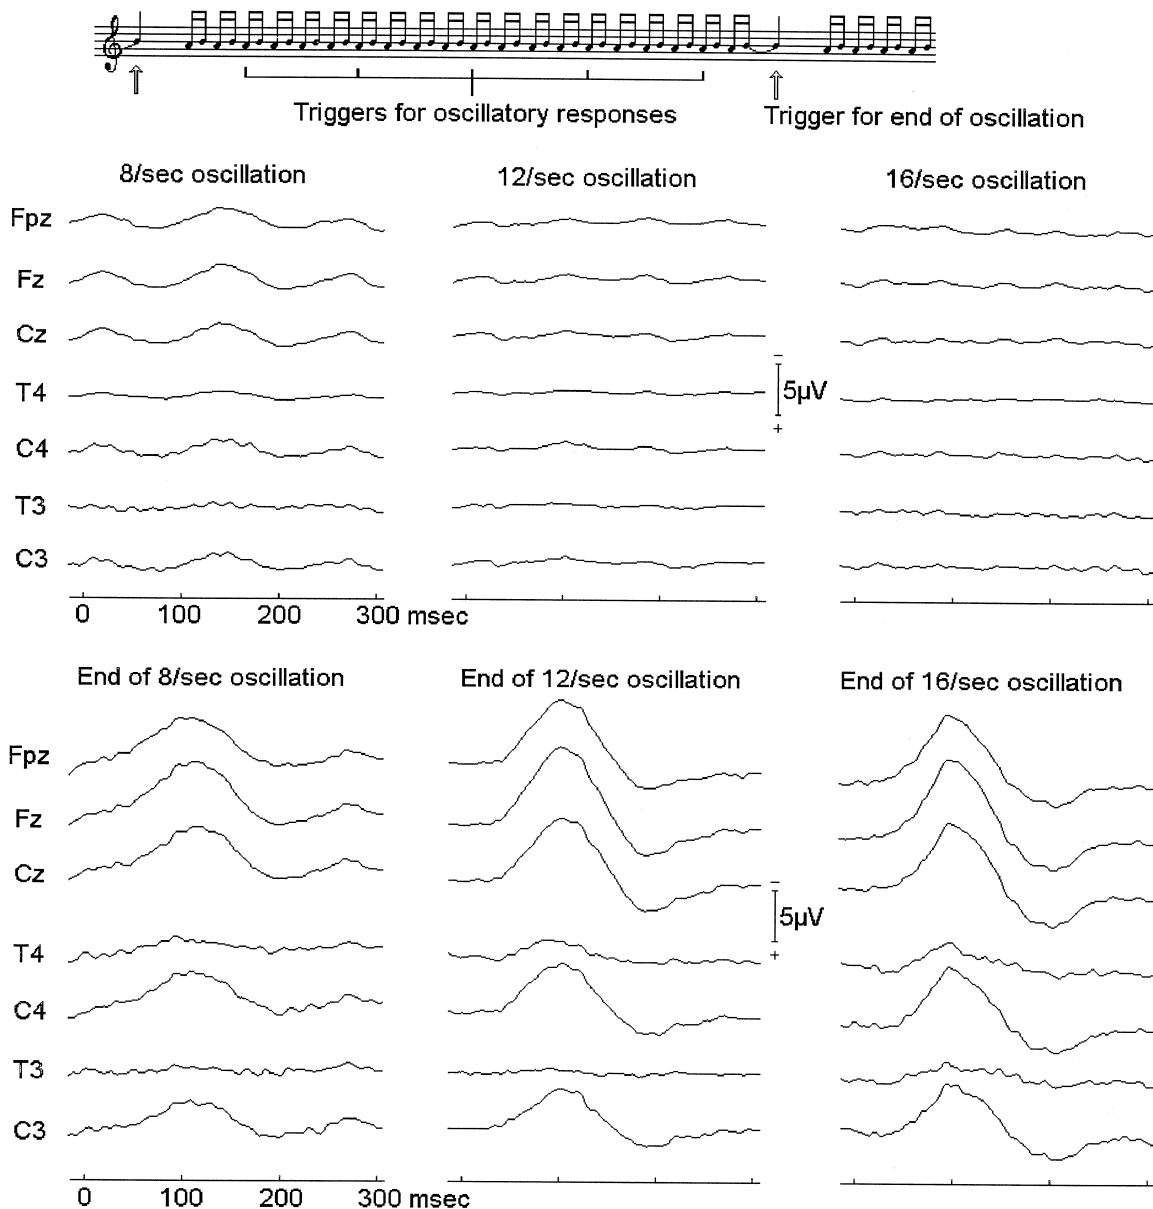 Triggers for oscillatory responses
Trigger for end of oscillation
8/sec oscillation
12/sec oscillation
16/sec oscillation
Fpz
Fz
Cz
T4
C4
T3
C3
−
5µV
+
0 100 200 300 msec
End of 8/sec oscillation
End of 12/sec oscillation
End of 16/sec oscillation
Fpz
Fz
Cz
T4
C4
T3
C3
−
5µV
+
0 100 200 300 msec